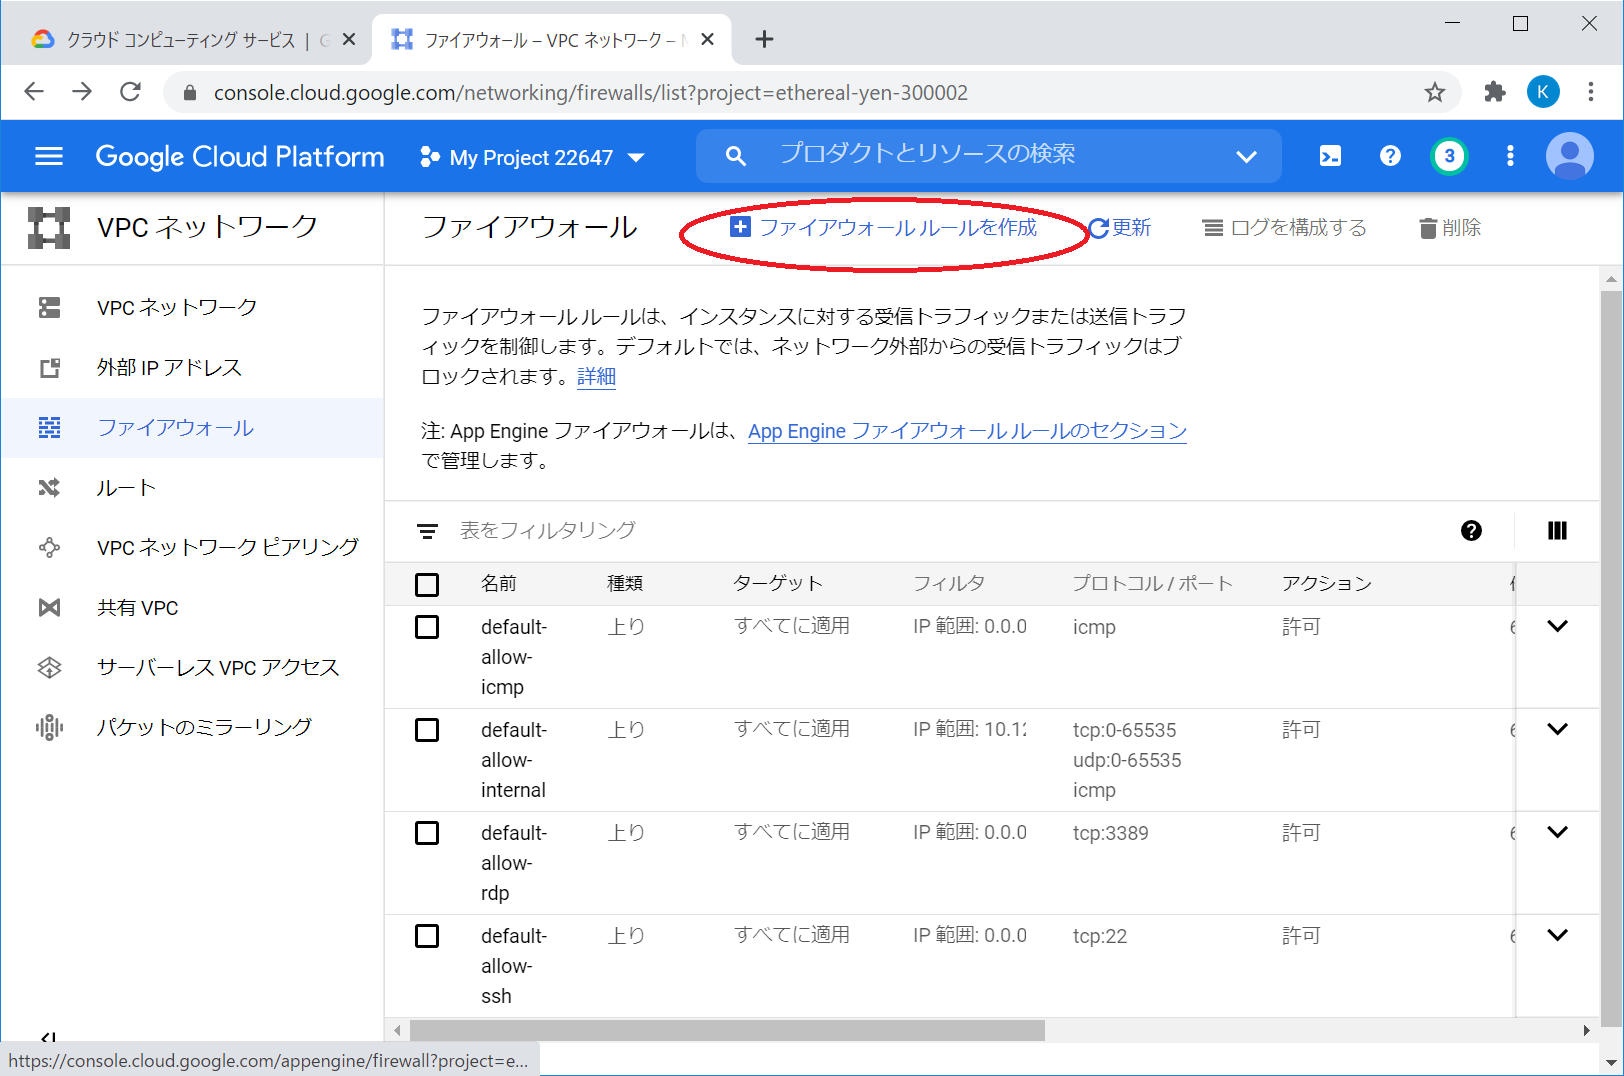 クラウド コンピューティング サービス | G
ファイアウォール – VPC ネットワーク –
console.cloud.google.com/networking/firewalls/list?project=ethereal-yen-300002
K
Google Cloud Platform
My Project 22647
プロダクトとリソースの検索
3
VPC ネットワーク
ファイアウォール
ファイアウォール ルールを作成
更新
ログを構成する
削除
VPC ネットワーク
外部 IP アドレス
ファイアウォール
ルート
VPC ネットワーク ピアリング
共有 VPC
サーバーレス VPC アクセス
パケットのミラーリング
ファイアウォール ルールは、インスタンスに対する受信トラフィックまたは送信トラフ
ィックを制御します。デフォルトでは、ネットワーク外部からの受信トラフィックはブ
ロックされます。詳細
注: App Engine ファイアウォールは、App Engine ファイアウォール ルールのセクション
で管理します。
表をフィルタリング
名前 種類 ターゲット フィルタ プロトコル / ポート アクション
default- 上り すべてに適用 IP 範囲: 0.0.0 icmp 許可
allow-
icmp
default- 上り すべてに適用 IP 範囲: 10.12 tcp:0-65535 許可
allow- udp:0-65535
internal icmp
default- 上り すべてに適用 IP 範囲: 0.0.0 tcp:3389 許可
allow-
rdp
default- 上り すべてに適用 IP 範囲: 0.0.0 tcp:22 許可
allow-
ssh
https://console.cloud.google.com/appengine/firewall?project=e...